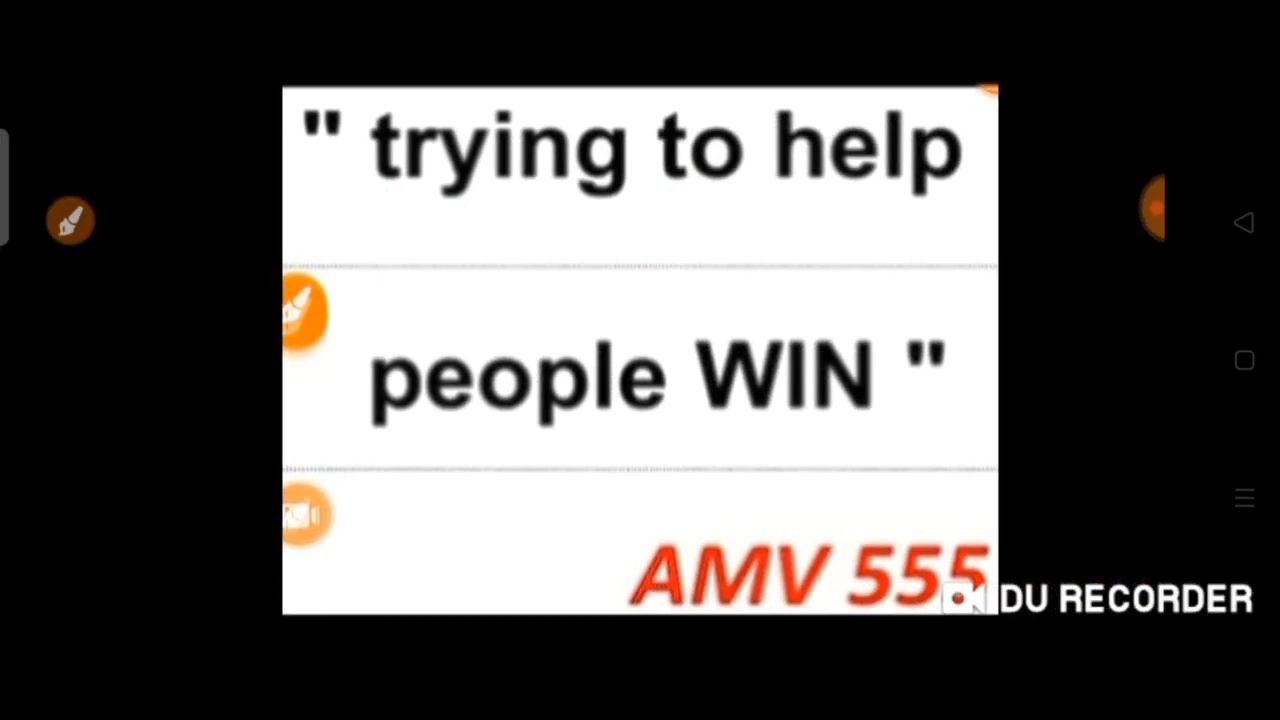 " trying to help
people WIN "
AMV 555
DU RECORDER